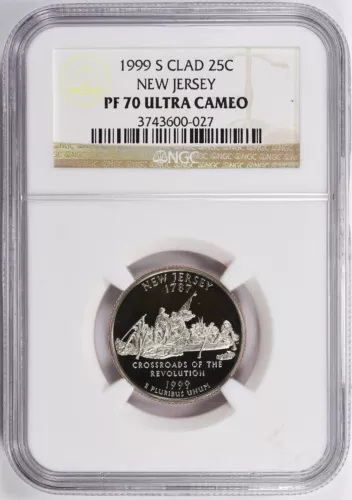 1999 S CLAD 25C
NEW JERSEY
PF 70 ULTRA CAMEO
3743600-027
NGC
NEW JERSEY
1787
CROSSROADS OF THE
REVOLUTION
1999
E PLURIBUS UNUM